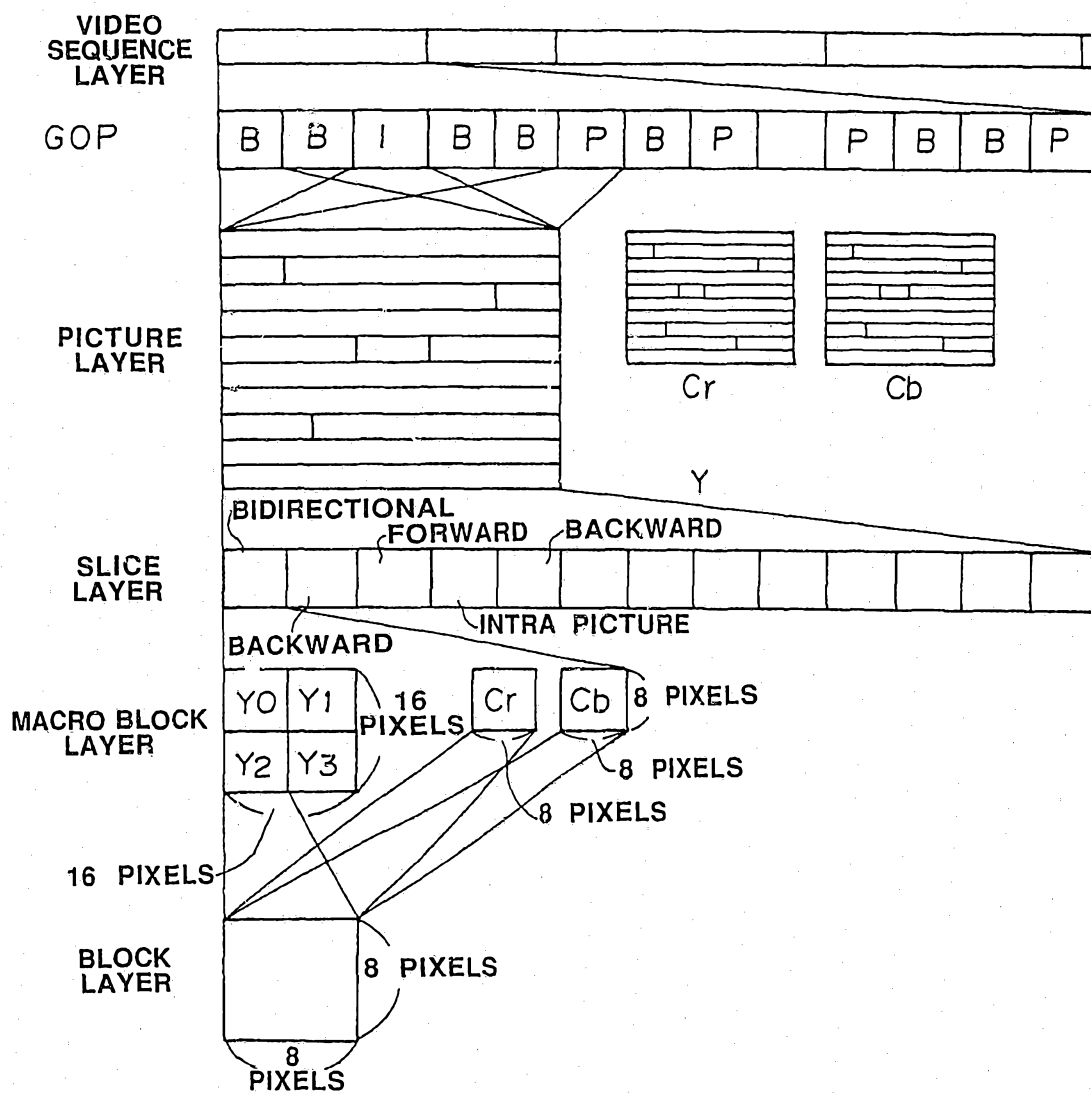 VIDEO
SEQUENCE
LAYER
GOP
B B I B B P B P P B B P
PICTURE
LAYER
Cr Cb
Y
BIDIRECTIONAL
FORWARD BACKWARD
SLICE
LAYER
INTRA PICTURE
BACKWARD
MACRO BLOCK
LAYER
Y0 Y1
Y2 Y3
16
PIXELS
Cr Cb
8 PIXELS
8 PIXELS
8 PIXELS
16 PIXELS
BLOCK
LAYER
8 PIXELS
8
PIXELS